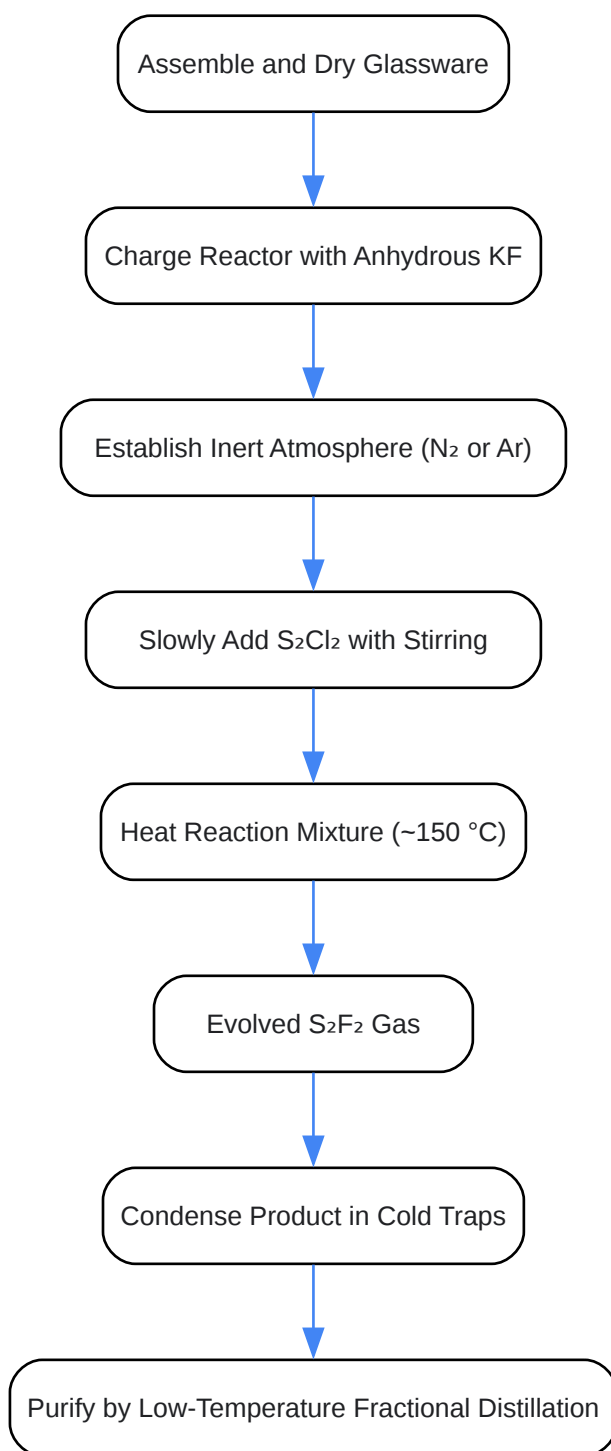 Assemble and Dry Glassware
Charge Reactor with Anhydrous KF
Establish Inert Atmosphere (N₂ or Ar)
Slowly Add S₂Cl₂ with Stirring
Heat Reaction Mixture (~150 °C)
Evolved S₂F₂ Gas
Condense Product in Cold Traps
Purify by Low-Temperature Fractional Distillation